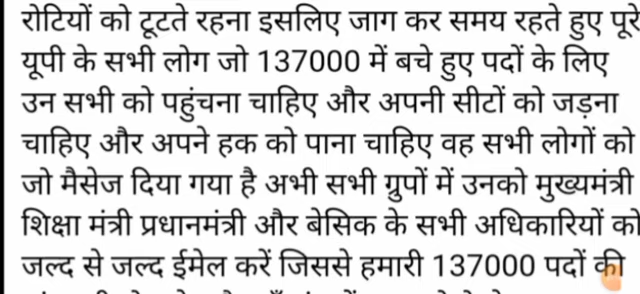 रोटियों को टूटते रहना इसलिए जाग कर समय रहते हुए पूरे
यूपी के सभी लोग जो 137000 में बचे हुए पदों के लिए
उन सभी को पहुंचना चाहिए और अपनी सीटों को जड़ना
चाहिए और अपने हक को पाना चाहिए वह सभी लोगों को
जो मैसेज दिया गया है अभी सभी ग्रुपों में उनको मुख्यमंत्री
शिक्षा मंत्री प्रधानमंत्री और बेसिक के सभी अधिकारियों को
जल्द से जल्द ईमेल करें जिससे हमारी 137000 पदों की